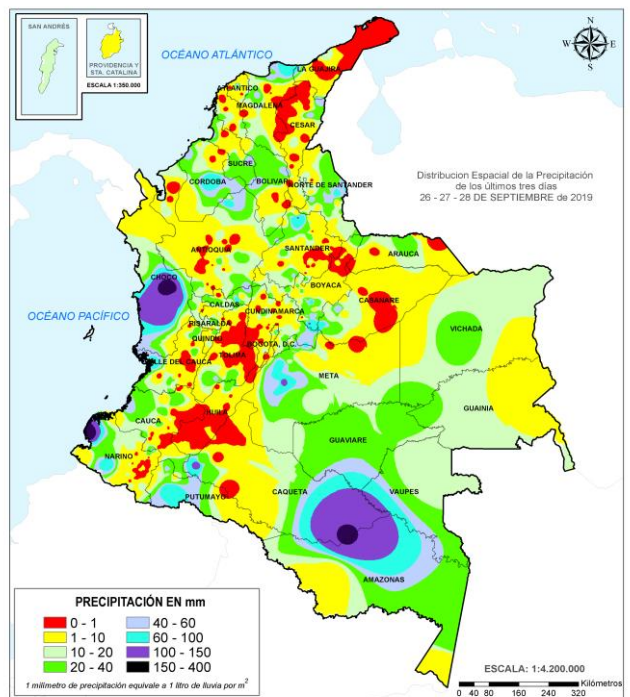 SAN ANDRÉS
PROVIDENCIA Y
STA. CATALINA
ESCALA 1:350.000
OCÉANO ATLÁNTICO
N
W
E
S
LA GUAJIRA
ATLANTICO
MAGDALENA
CESAR
SUCRE
CORDOBA
BOLIVAR
NORTE DE SANTANDER
Distribucion Espacial de la Precipitación
de los últimos tres días
26 - 27 - 28 DE SEPTIEMBRE de 2019
ANTIOQUIA
SANTANDER
ARAUCA
CHOCO
BOYACA
CASANARE
OCÉANO PACÍFICO
CALDAS
CUNDINAMARCA
RISARALDA
VICHADA
QUINDIO
BOGOTA, D.C.
TOLIMA
VALLE DEL CAUCA
META
GUAINIA
HUILA
CAUCA
GUAVIARE
NARIÑO
CAQUETA
VAUPES
PUTUMAYO
AMAZONAS
PRECIPITACIÓN EN mm
0 - 1
40 - 60
1 - 10
60 - 100
10 - 20
100 - 150
20 - 40
150 - 400
1 milímetro de precipitación equivale a 1 litro de lluvia por m2
ESCALA: 1:4.200.000
Kilómetros
0 40 80 160 240 320